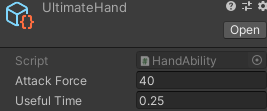 UltimateHand
Open
Script HandAbility
Attack Force 40
Useful Time 0.25